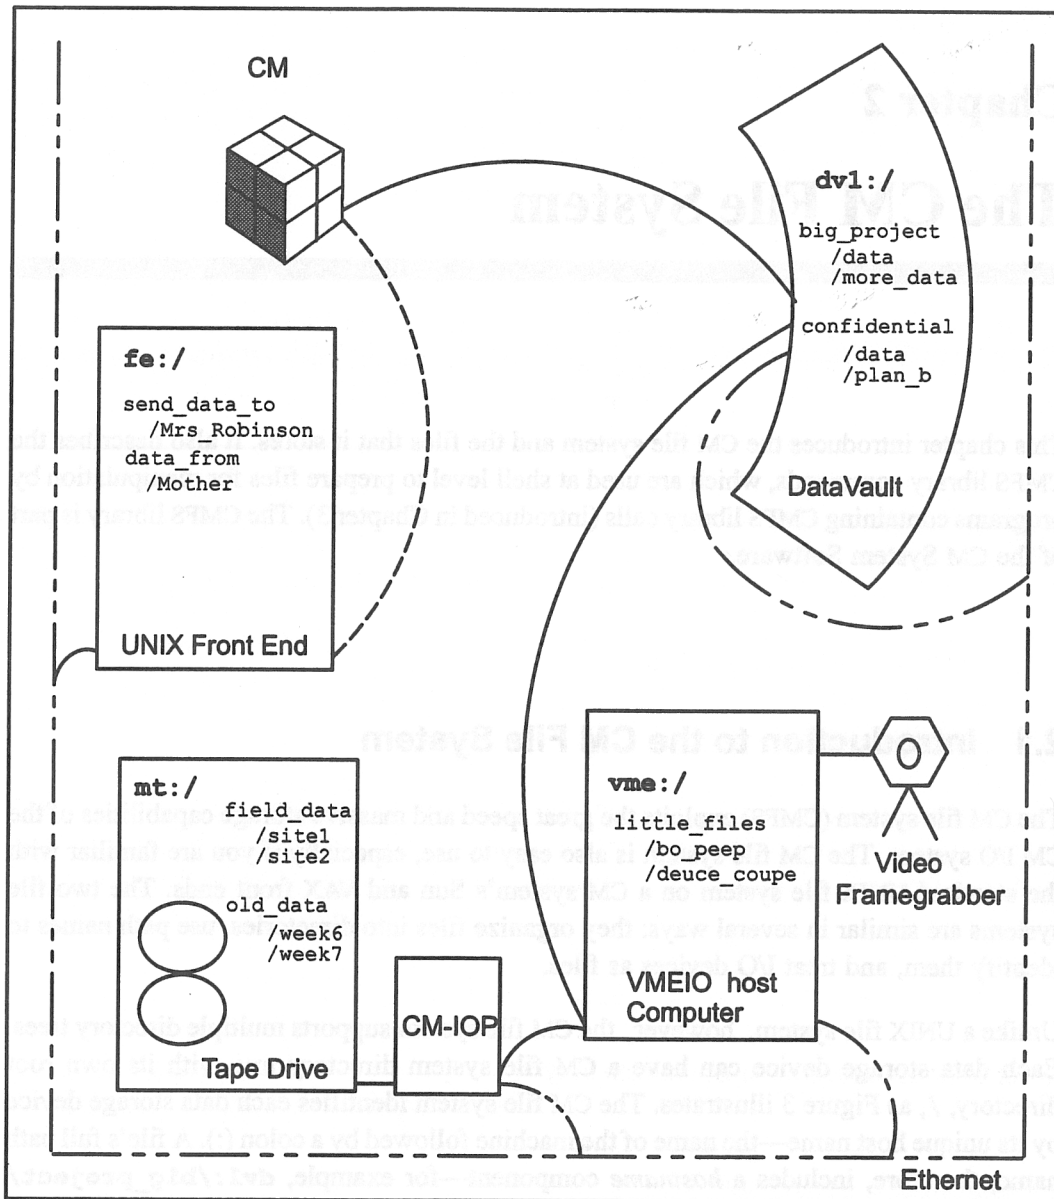 CM
dv1:/
big_project
/data
/more_data
confidential
/data
/plan_b
DataVault
fe:/
send_data_to
/Mrs_Robinson
data_from
/Mother
UNIX Front End
mt:/
field_data
/site1
/site2
old_data
/week6
/week7
Tape Drive
CM-IOP
vme:/
little_files
/bo_peep
/deuce_coupe
VMEIO host
Computer
Video
Framegrabber
Ethernet